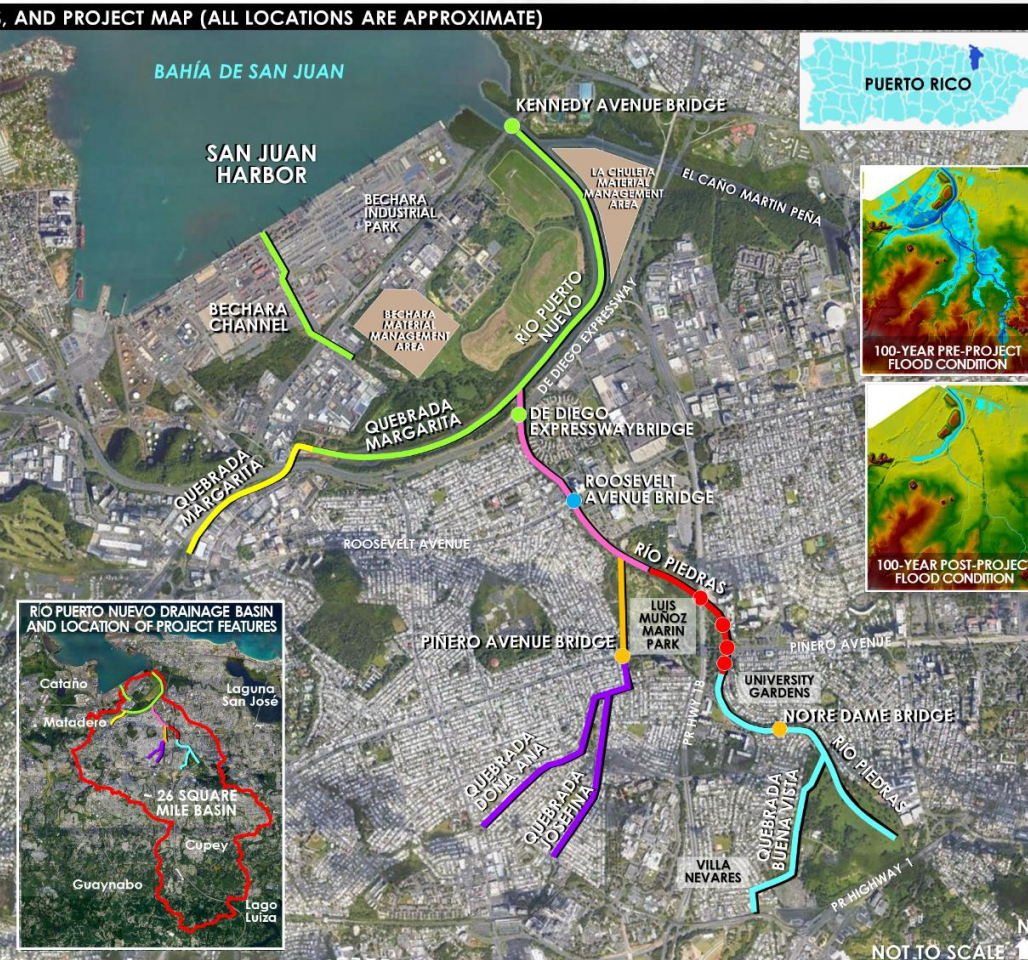 , AND PROJECT MAP (ALL LOCATIONS ARE APPROXIMATE)
BAHÍA DE SAN JUAN
PUERTO RICO
KENNEDY AVENUE BRIDGE
SAN JUAN
HARBOR
LA CHULETA
MATERIAL
MANAGEMENT
AREA
EL CAÑO MARTIN PEÑA
BECHARA
INDUSTRIAL
PARK
BECHARA
CHANNEL
BECHARA
MATERIAL
MANAGEMENT
AREA
RÍO PUERTO
NUEVO
DE DIEGO EXPRESSWAY
100-YEAR PRE-PROJECT
FLOOD CONDITION
QUEBRADA
MARGARITA
DE DIEGO
EXPRESSWAYBRIDGE
QUEBRADA
MARGARITA
ROOSEVELT
AVENUE BRIDGE
ROOSEVELT AVENUE
RÍO PIEDRAS
100-YEAR POST-PROJEC
FLOOD CONDITION
LUIS
MUÑOZ
MARIN
PARK
PIÑERO AVENUE BRIDGE
PIÑERO AVENUE
UNIVERSITY
GARDENS
PR HWY 1B
NOTRE DAME BRIDGE
RÍO PIEDRAS
QUEBRADA
DOÑA ANA
QUEBRADA
JOSEFINA
QUEBRADA
BUENA VISTA
VILLA
NEVARES
PR HIGHWAY 1
RÍO PUERTO NUEVO DRAINAGE BASIN
AND LOCATION OF PROJECT FEATURES
Cataño
Laguna
San José
Matadero
~ 26 SQUARE
MILE BASIN
Cupey
Guaynabo
Lago
Luiza
N
NOT TO SCALE